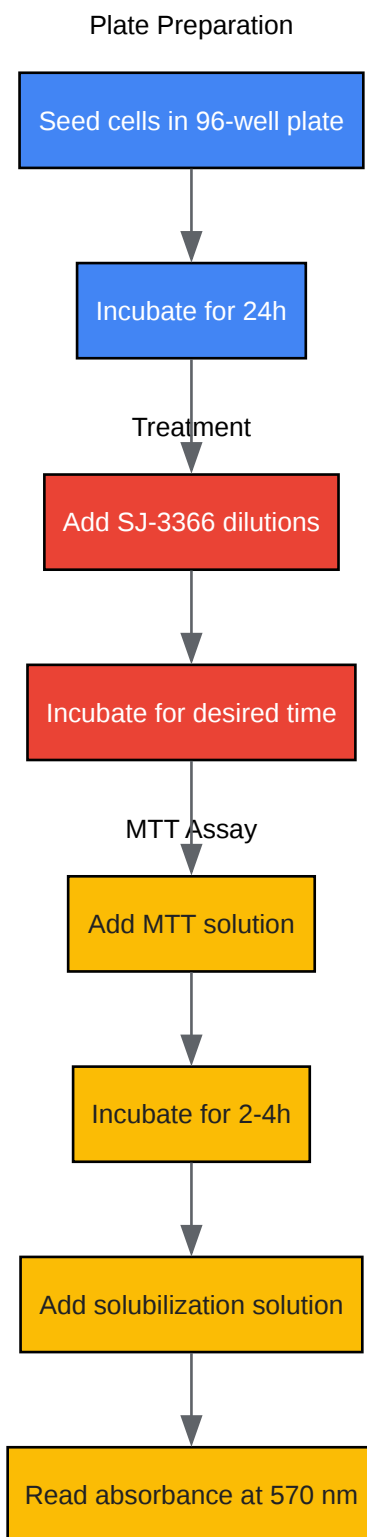 Plate Preparation
Seed cells in 96-well plate
Incubate for 24h
Treatment
Add SJ-3366 dilutions
Incubate for desired time
MTT Assay
Add MTT solution
Incubate for 2-4h
Add solubilization solution
Read absorbance at 570 nm